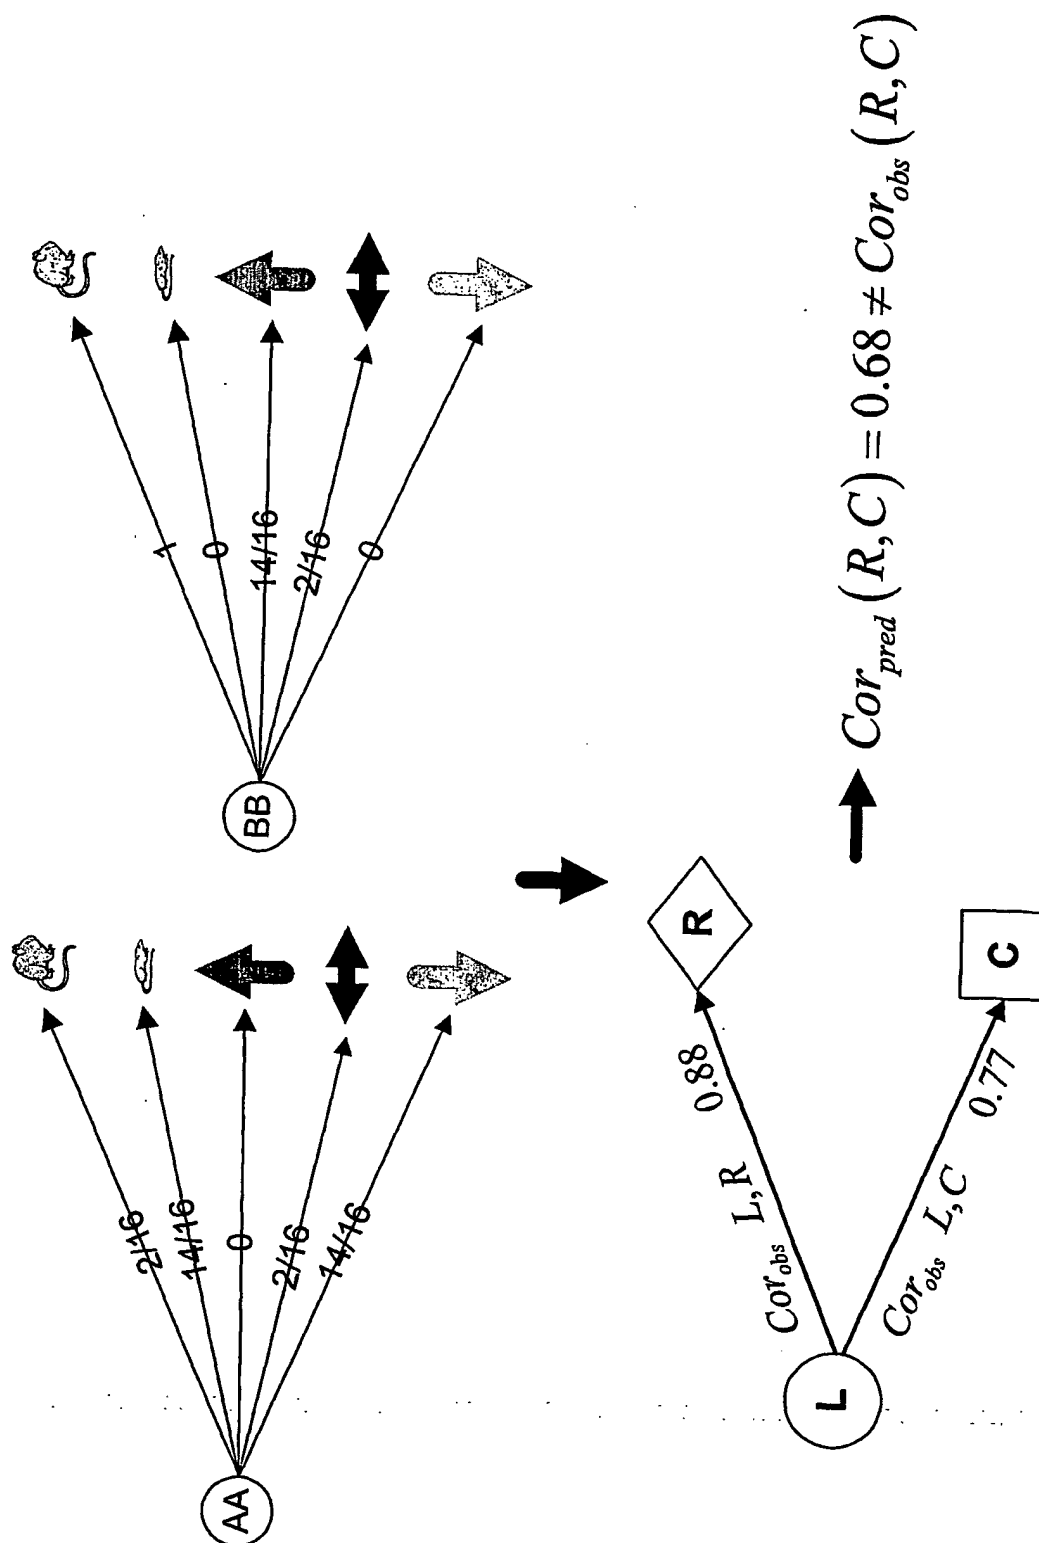 AA
2/16
14/16
0
2/16
14/16
BB
1
0
14/16
2/16
0
L
Cor_obs L,R 0.88
Cor_obs L,C 0.77
R
C
Cor_pred (R,C) = 0.68 ≠ Cor_obs (R,C)